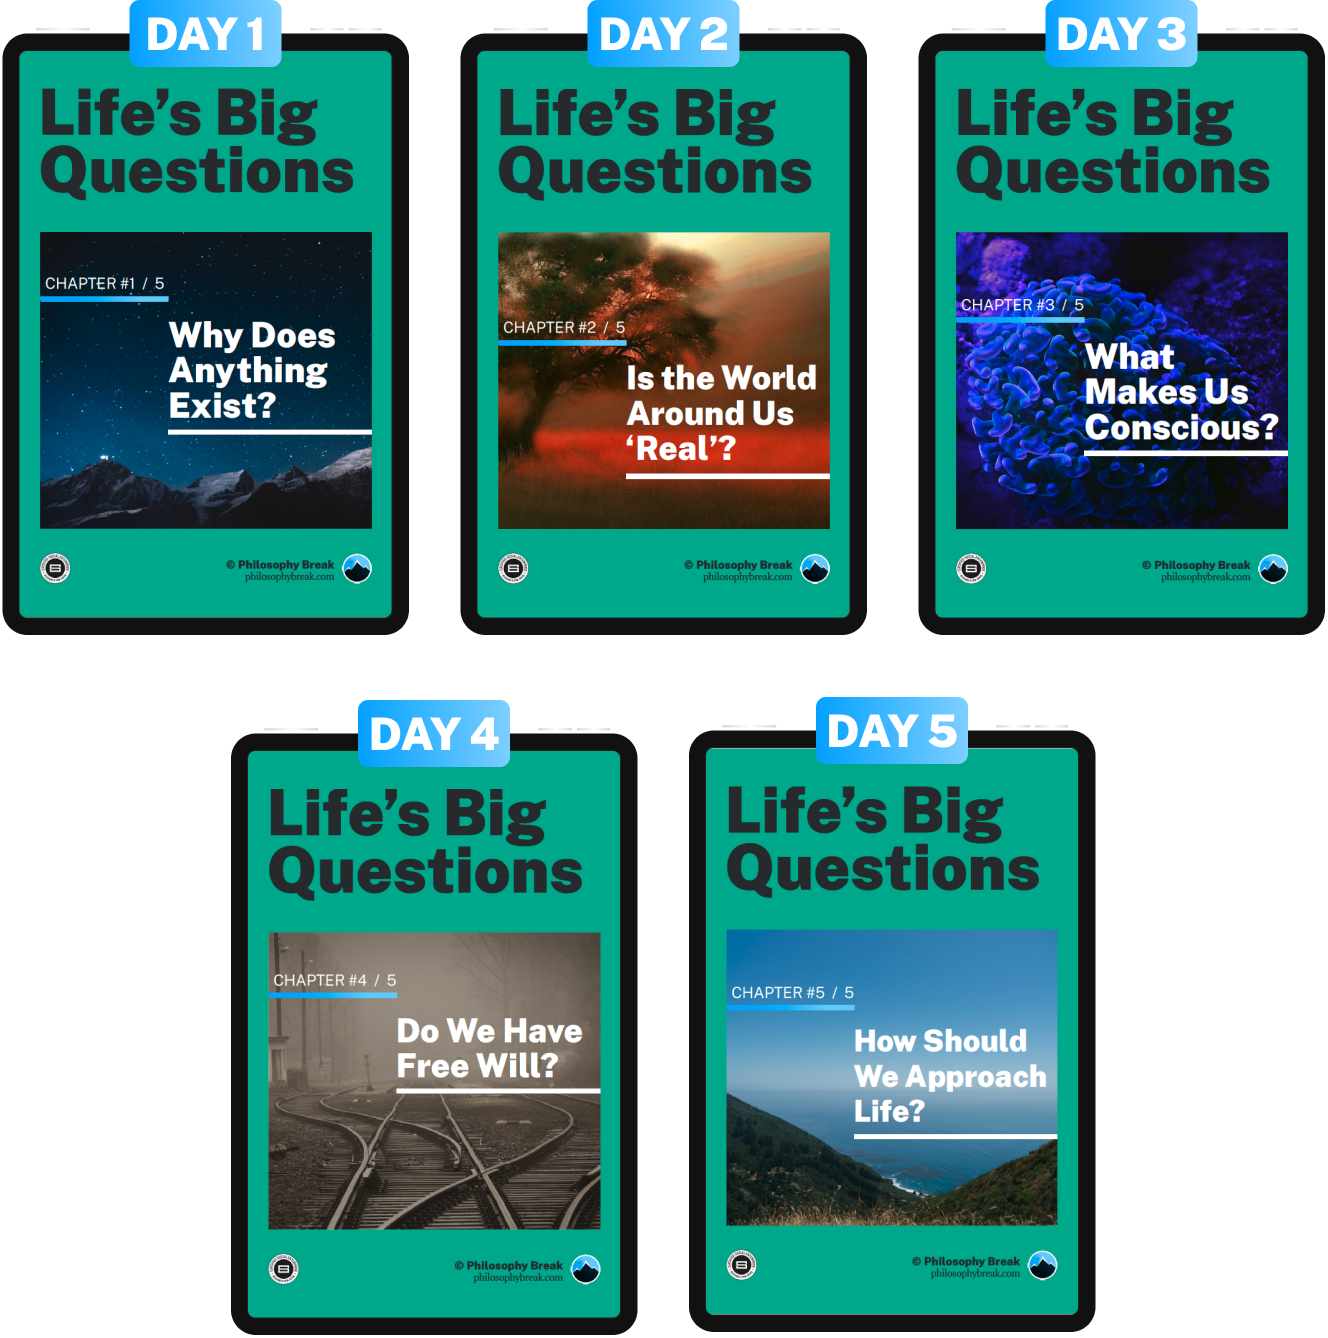 DAY 1
Life’s Big
Questions
CHAPTER #1 / 5
Why Does
Anything
Exist?
© Philosophy Break
philosophybreak.com
DAY 2
Life’s Big
Questions
CHAPTER #2 / 5
Is the World
Around Us
‘Real’?
© Philosophy Break
philosophybreak.com
DAY 3
Life’s Big
Questions
CHAPTER #3 / 5
What
Makes Us
Conscious?
© Philosophy Break
philosophybreak.com
DAY 4
Life’s Big
Questions
CHAPTER #4 / 5
Do We Have
Free Will?
© Philosophy Break
philosophybreak.com
DAY 5
Life’s Big
Questions
CHAPTER #5 / 5
How Should
We Approach
Life?
© Philosophy Break
philosophybreak.com